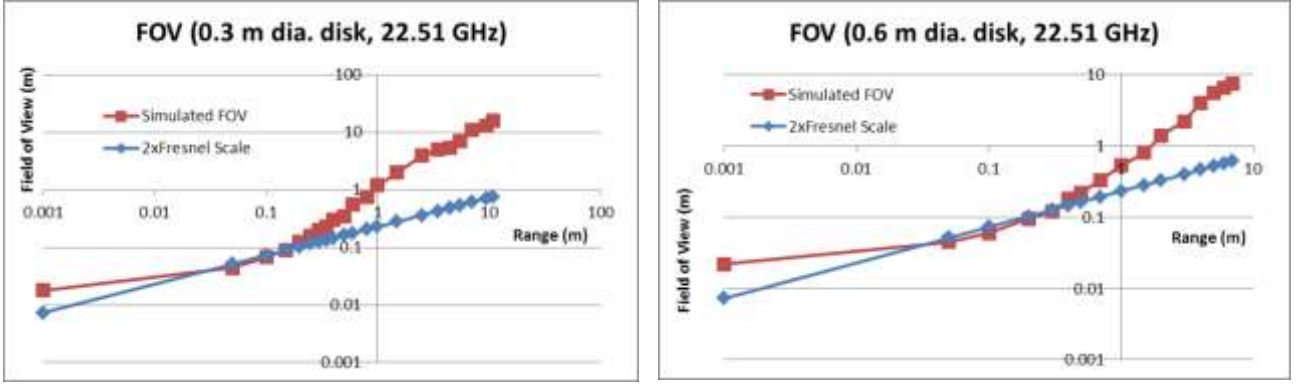 FOV (0.3 m dia. disk, 22.51 GHz)
Field of View (m)
100
Simulated FOV
2xFresnel Scale
10
1
0.001
0.01
0.1
1
10
100
Range (m)
0.1
0.01
0.001
FOV (0.6 m dia. disk, 22.51 GHz)
10
Simulated FOV
2xFresnel Scale
1
0.001
0.1
10
0.1
Range (m)
Field of View (m)
0.01
0.001